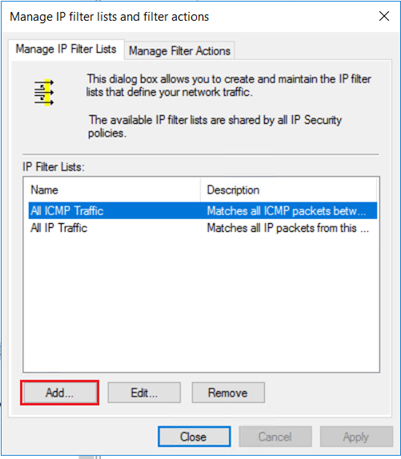 Manage IP filter lists and filter actions
Manage IP Filter Lists Manage Filter Actions
This dialog box allows you to create and maintain the IP filter
lists that define your network traffic.
The available IP filter lists are shared by all IP Security
policies.
IP Filter Lists:
Name Description
All ICMP Traffic Matches all ICMP packets betw...
All IP Traffic Matches all IP packets from this ...
Add... Edit... Remove
Close Cancel Apply